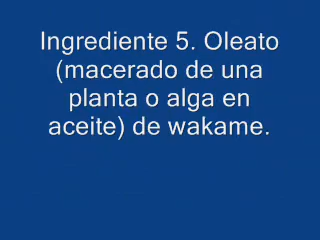 Ingrediente 5. Oleato
(macerado de una
planta o alga en
aceite) de wakame.